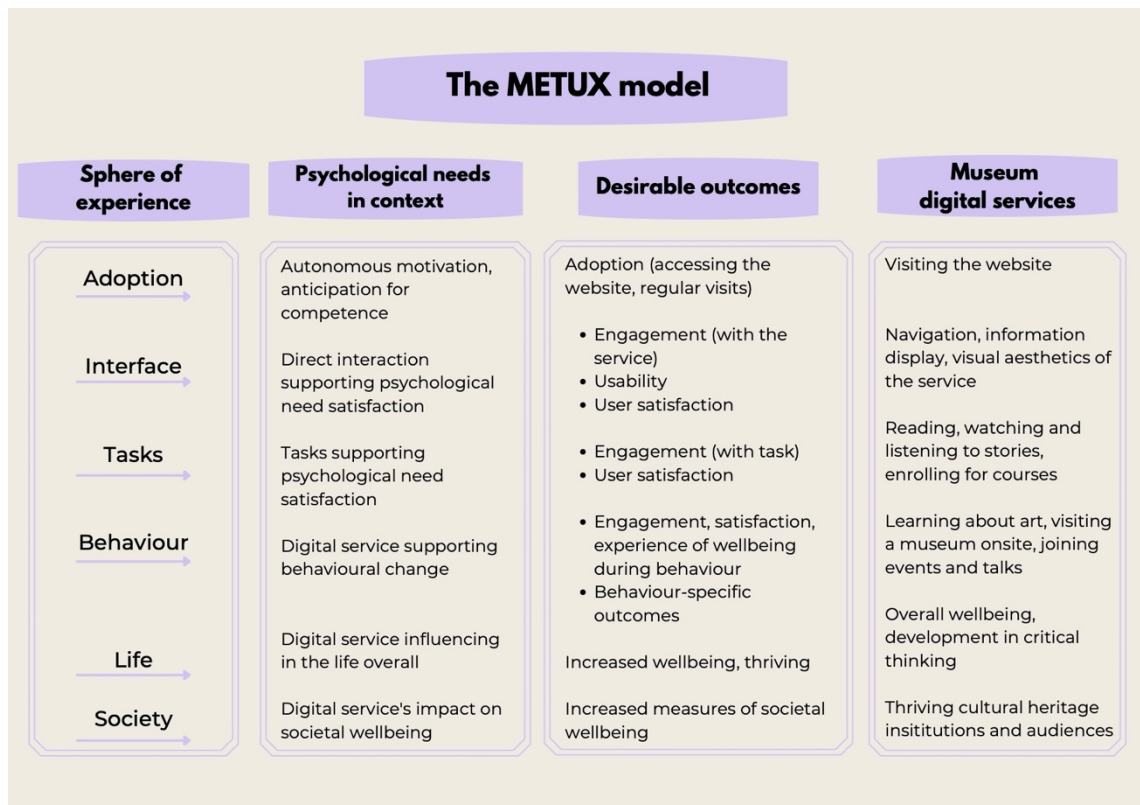 The METUX model
Sphere of
experience
Psychological needs
in context
Desirable outcomes
Museum
digital services
Adoption
Interface
Tasks
Behaviour
Life
Society
Autonomous motivation,
anticipation for
competence
Direct interaction
supporting psychological
need satisfaction
Tasks supporting
psychological need
satisfaction
Digital service supporting
behavioural change
Digital service influencing
in the life overall
Digital service's impact on
societal wellbeing
Adoption (accessing the
website, regular visits)
• Engagement (with the
service)
• Usability
• User satisfaction
• Engagement (with task)
• User satisfaction
• Engagement, satisfaction,
experience of wellbeing
during behaviour
• Behaviour-specific
outcomes
Increased wellbeing, thriving
Increased measures of societal
wellbeing
Visiting the website
Navigation, information
display, visual aesthetics of
the service
Reading, watching and
listening to stories,
enrolling for courses
Learning about art, visiting
a museum onsite, joining
events and talks
Overall wellbeing,
development in critical
thinking
Thriving cultural heritage
insititutions and audiences